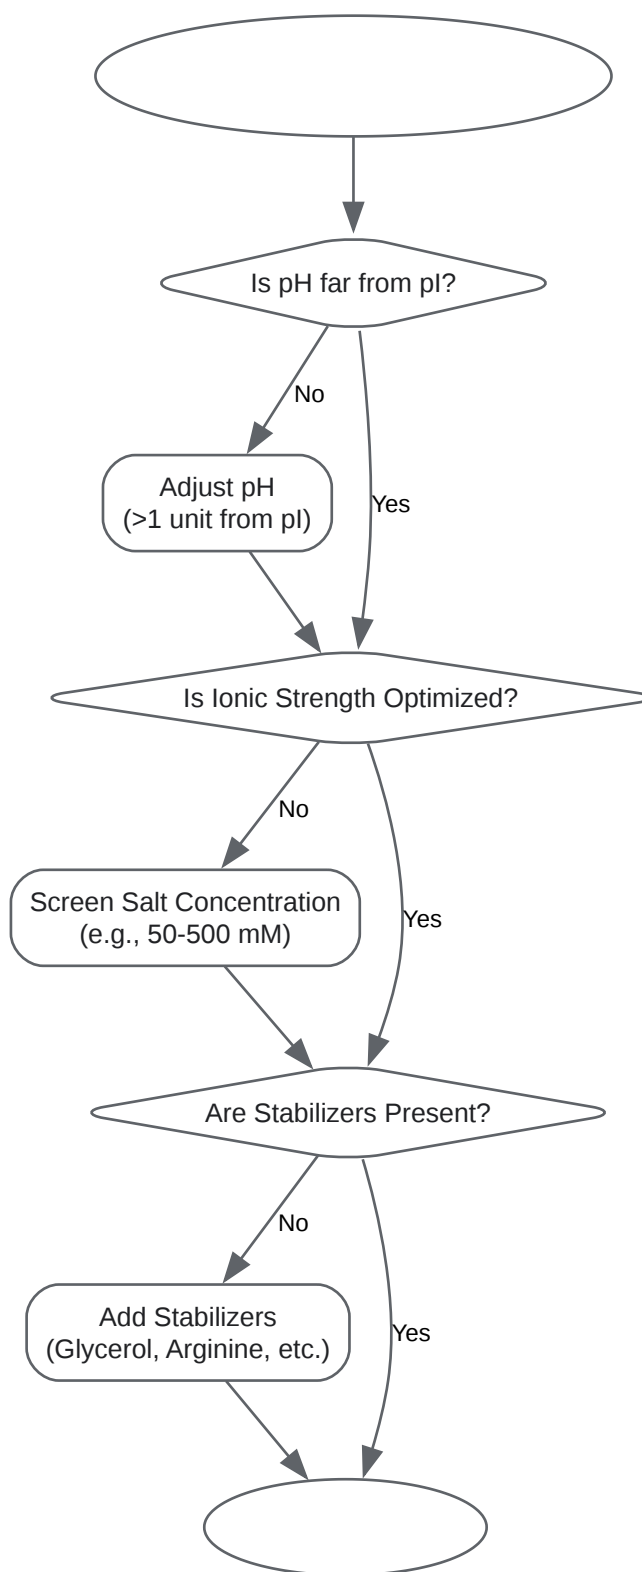 Is pH far from pI?
No
Adjust pH
(>1 unit from pI)
Yes
Is Ionic Strength Optimized?
No
Screen Salt Concentration
(e.g., 50-500 mM)
Yes
Are Stabilizers Present?
No
Add Stabilizers
(Glycerol, Arginine, etc.)
Yes